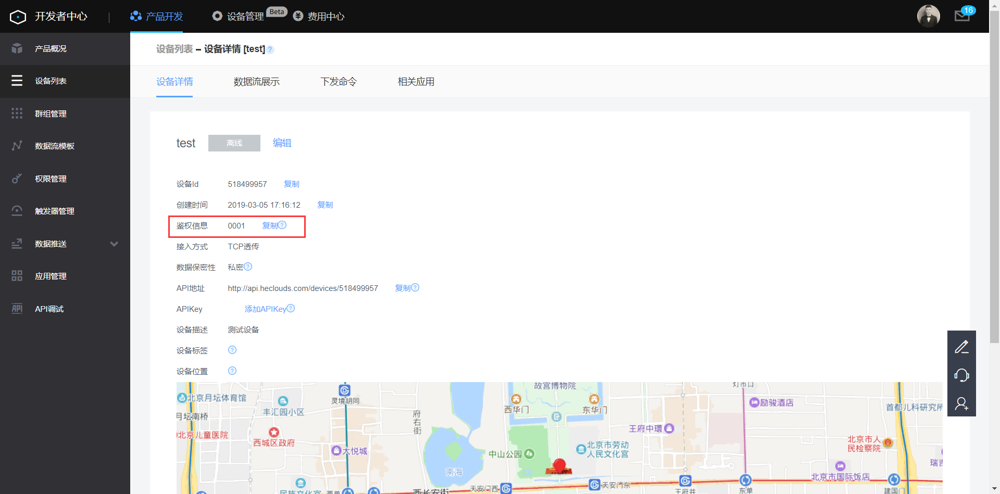 开发者中心
产品开发
设备管理
Beta
费用中心
16
产品概况
设备列表
群组管理
数据流模板
权限管理
触发器管理
数据推送
应用管理
API调试
设备列表 – 设备详情 [test]
设备详情 数据流展示 下发命令 相关应用
test 离线 编辑
设备Id 518499957 复制
创建时间 2019-03-05 17:16:12 复制
鉴权信息 0001 复制
接入方式 TCP透传
数据保密性 私密
API地址 http://api.heclouds.com/devices/518499957 复制
APIKey 添加APIKey
设备描述 测试设备
设备标签
设备位置
故宫博物院
灯市口
北京月坛体育馆
灵境胡同
丰汇园小区
西华门
东华门
励骏酒店
首都儿科研究所
月坛南桥
府右街
北京儿童医院
西城区政府
大悦城
王府中環
北京市人
民检察院
北京市劳动
人民文化宫
中山公园
南海
瑞吉
北京市国际饭店
民族文化宫
西单
西长安街
天安门西
天安门东
王府井
东单
建国门